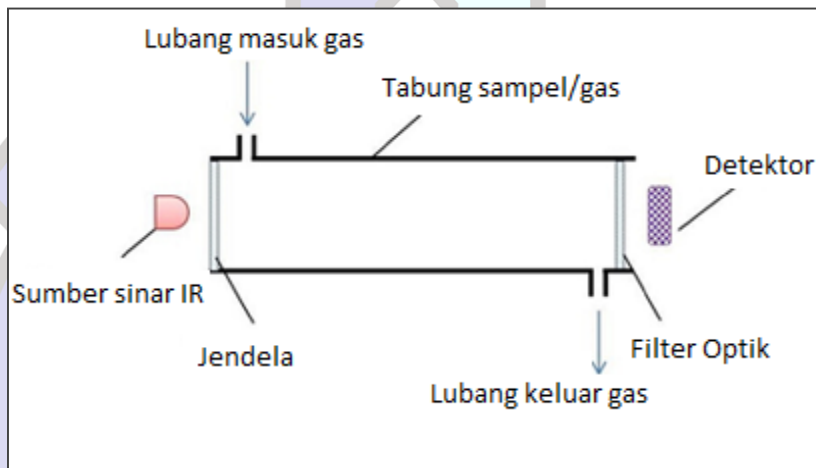 Lubang masuk gas
Tabung sampel/gas
Detektor
Sumber sinar IR
Jendela
Filter Optik
Lubang keluar gas